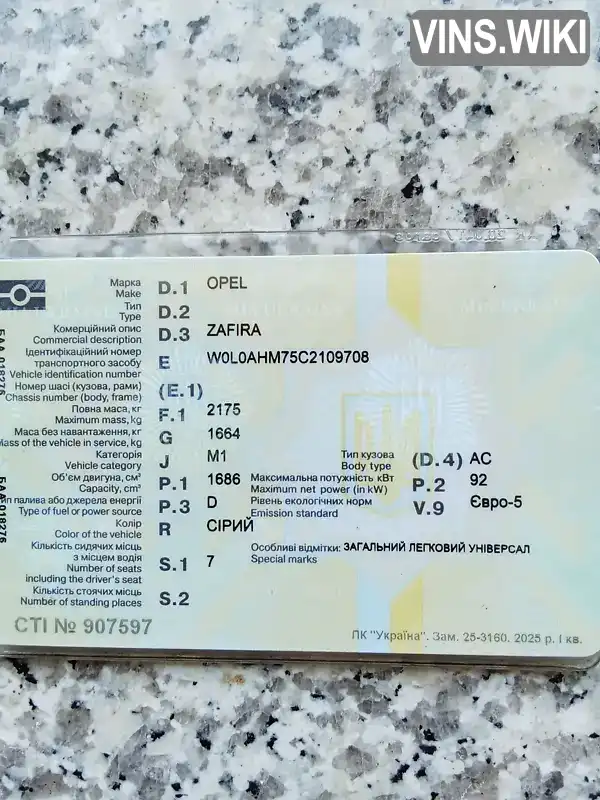 VINS.WIKI
Марка
Make D.1 OPEL
Тип
Type D.2
Комерційний опис
Commercial description D.3 ZAFIRA
Ідентифікаційний номер
транспортного засобу
Vehicle identification number E W0L0AHM75C2109708
Номер шасі (кузова, рами)
Chassis number (body, frame) (E.1)
Повна маса, кг
Maximum mass, kg F.1 2175
Маса без навантаження, кг
Mass of the vehicle in service, kg G 1664
Категорія
Vehicle category J M1
Тип кузова
Body type (D.4) AC
Об'єм двигуна, см³
Capacity, cm³ P.1 1686
Максимальна потужність кВт
Maximum net power (in kW) P.2 92
Тип палива або джерела енергії
Type of fuel or power source P.3 D
Рівень екологічних норм
Emission standard V.9 Євро-5
Колір
Color of the vehicle R СІРИЙ
Кількість сидячих місць
з місцем водія
Number of seats
including the driver's seat S.1 7
Особливі відмітки: ЗАГАЛЬНИЙ ЛЕГКОВИЙ УНІВЕРСАЛ
Special marks
Кількість стоячих місць
Number of standing places S.2
СТІ № 907597
ПК "Україна". Зам. 25-3160. 2025 р. І кв.